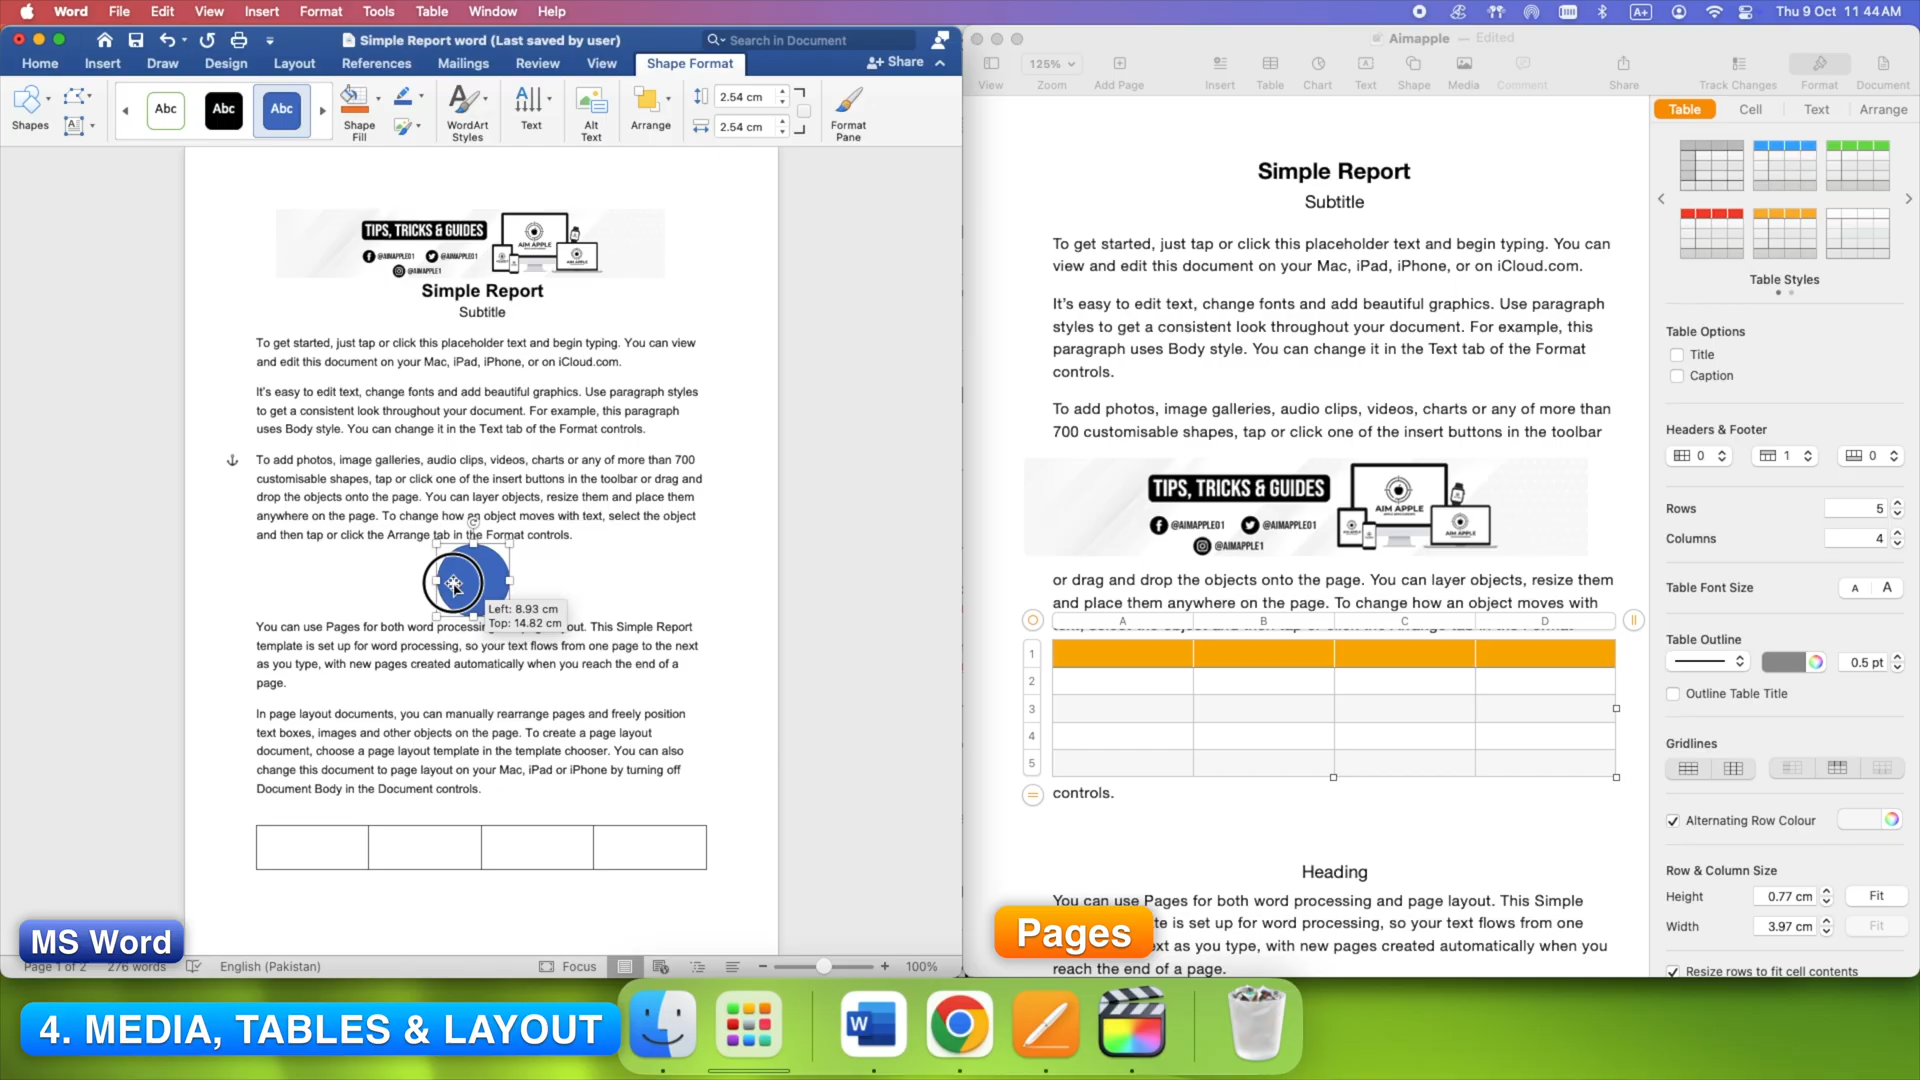 Word File Edit View Insert Format Tools Table Window Help
A+ Thu 9 Oct 11 44 AM
Simple Report word (Last saved by user)
Search in Document
Home Insert Draw Design Layout References Mailings Review View Shape Format Share
Abc Abc Abc
2.54 cm
2.54 cm
Shapes Shape Fill WordArt Styles Text Alt Text Arrange Format Pane
TIPS, TRICKS & GUIDES
@AIMAPPLE01 @AIMAPPLE01
@AIMAPPLE1
AIM APPLE
Simple Report
Subtitle
To get started, just tap or click this placeholder text and begin typing. You can view
and edit this document on your Mac, iPad, iPhone, or on iCloud.com.
It's easy to edit text, change fonts and add beautiful graphics. Use paragraph styles
to get a consistent look throughout your document. For example, this paragraph
uses Body style. You can change it in the Text tab of the Format controls.
To add photos, image galleries, audio clips, videos, charts or any of more than 700
customisable shapes, tap or click one of the insert buttons in the toolbar or drag and
drop the objects onto the page. You can layer objects, resize them and place them
anywhere on the page. To change how an object moves with text, select the object
and then tap or click the Arrange tab in the Format controls.
Left: 8.93 cm
Top: 14.82 cm
You can use Pages for both word processing out. This Simple Report
template is set up for word processing, so your text flows from one page to the next
as you type, with new pages created automatically when you reach the end of a
page.
In page layout documents, you can manually rearrange pages and freely position
text boxes, images and other objects on the page. To create a page layout
document, choose a page layout template in the template chooser. You can also
change this document to page layout on your Mac, iPad or iPhone by turning off
Document Body in the Document controls.
MS Word
Page 1 of 2 276 words English (Pakistan) Focus 100%
Aimapple — Edited
125%
View Zoom Add Page Insert Table Chart Text Shape Media Comment Share Track Changes Format Document
Simple Report
Subtitle
To get started, just tap or click this placeholder text and begin typing. You can
view and edit this document on your Mac, iPad, iPhone, or on iCloud.com.
It's easy to edit text, change fonts and add beautiful graphics. Use paragraph
styles to get a consistent look throughout your document. For example, this
paragraph uses Body style. You can change it in the Text tab of the Format
controls.
To add photos, image galleries, audio clips, videos, charts or any of more than
700 customisable shapes, tap or click one of the insert buttons in the toolbar
TIPS, TRICKS & GUIDES
@AIMAPPLE01 @AIMAPPLE01
@AIMAPPLE1
AIM APPLE
or drag and drop the objects onto the page. You can layer objects, resize them
and place them anywhere on the page. To change how an object moves with
A B C D
1
2
3
4
5
controls.
Heading
You can use Pages for both word processing and page layout. This Simple
te is set up for word processing, so your text flows from one
ext as you type, with new pages created automatically when you
reach the end of a page.
Pages
Table Cell Text Arrange
Table Styles
Table Options
Title
Caption
Headers & Footer
0 1 0
Rows 5
Columns 4
Table Font Size A A
Table Outline
0.5 pt
Outline Table Title
Gridlines
Alternating Row Colour
Row & Column Size
Height 0.77 cm Fit
Width 3.97 cm Fit
Resize rows to fit cell contents
4. MEDIA, TABLES & LAYOUT
W